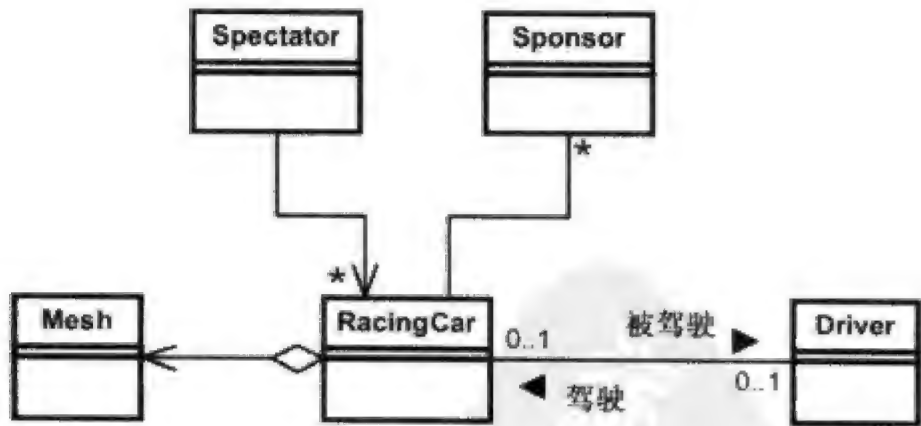 Spectator
Sponsor
*
*
Mesh
RacingCar
0..1
被驾驶 ▶
Driver
◀ 驾驶
0..1